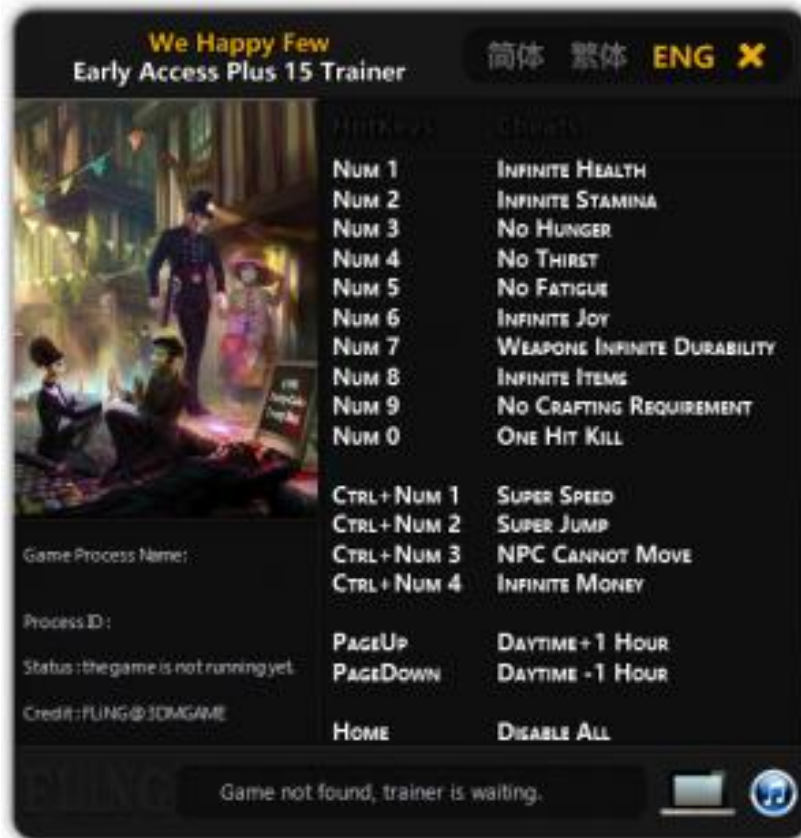 We Happy Few
Early Access Plus 15 Trainer
简体 繁体 ENG
HotKeys Cheats
Num 1 Infinite Health
Num 2 Infinite Stamina
Num 3 No Hunger
Num 4 No Thirst
Num 5 No Fatigue
Num 6 Infinite Joy
Num 7 Weapons Infinite Durability
Num 8 Infinite Items
Num 9 No Crafting Requirement
Num 0 One Hit Kill
Ctrl+Num 1 Super Speed
Ctrl+Num 2 Super Jump
Ctrl+Num 3 NPC Cannot Move
Ctrl+Num 4 Infinite Money
PageUp Daytime+1 Hour
PageDown Daytime -1 Hour
Home Disable All
Game Process Name:
Process ID :
Status : the game is not running yet.
Credit : FLiNG@3DMGAME
FLiNG
Game not found, trainer is waiting.